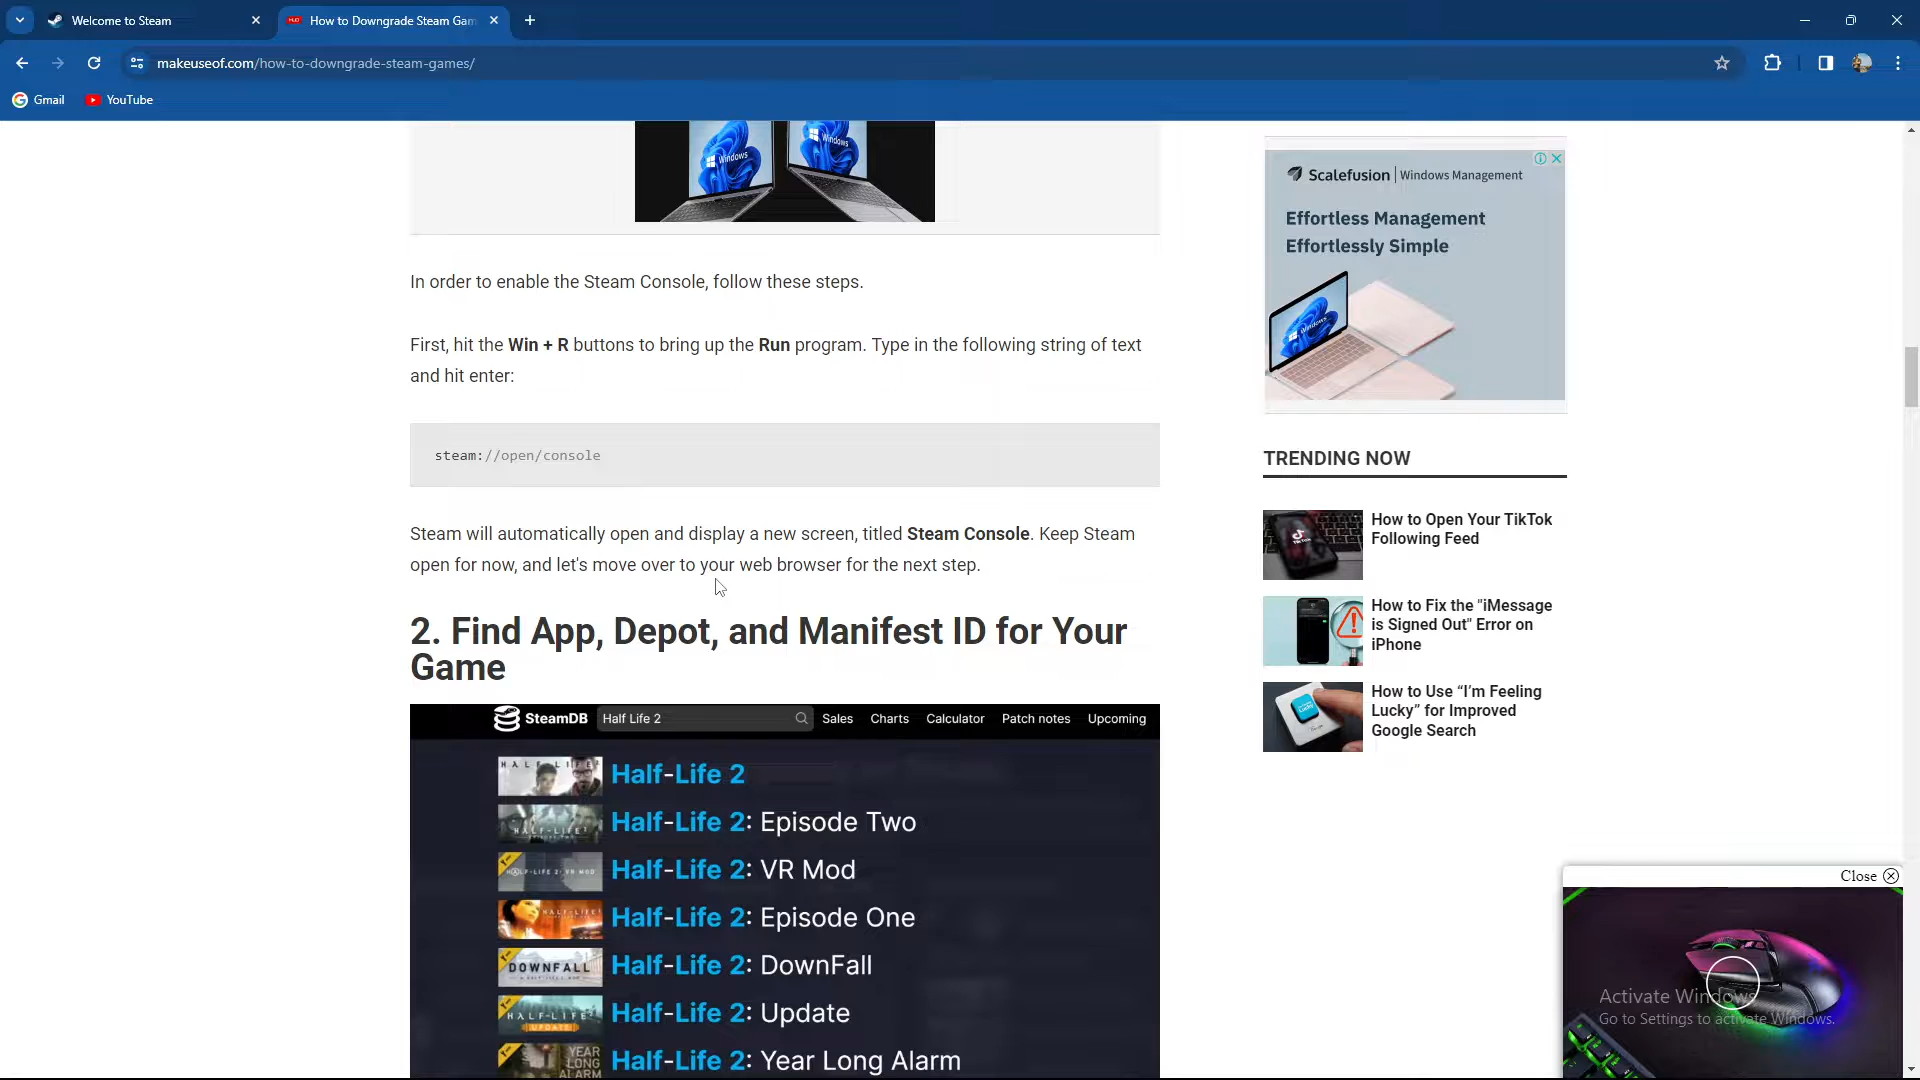 Welcome to Steam
How to Downgrade Steam Gam
makeuseof.com/how-to-downgrade-steam-games/
Gmail
YouTube
Windows
Windows
In order to enable the Steam Console, follow these steps.
First, hit the Win + R buttons to bring up the Run program. Type in the following string of text
and hit enter:
steam://open/console
Steam will automatically open and display a new screen, titled Steam Console. Keep Steam
open for now, and let's move over to your web browser for the next step.
2. Find App, Depot, and Manifest ID for Your
Game
SteamDB
Half Life 2
Sales
Charts
Calculator
Patch notes
Upcoming
Half-Life 2
Half-Life 2: Episode Two
Half-Life 2: VR Mod
Half-Life 2: Episode One
DOWNFALL
Half-Life 2: DownFall
UPDATE
Half-Life 2: Update
YEAR
LONG
ALARM
Half-Life 2: Year Long Alarm
Scalefusion | Windows Management
Effortless Management
Effortlessly Simple
Windows
TRENDING NOW
How to Open Your TikTok
Following Feed
How to Fix the "iMessage
is Signed Out" Error on
iPhone
How to Use “I’m Feeling
Lucky” for Improved
Google Search
Close
Activate Windows
Go to Settings to activate Windows.